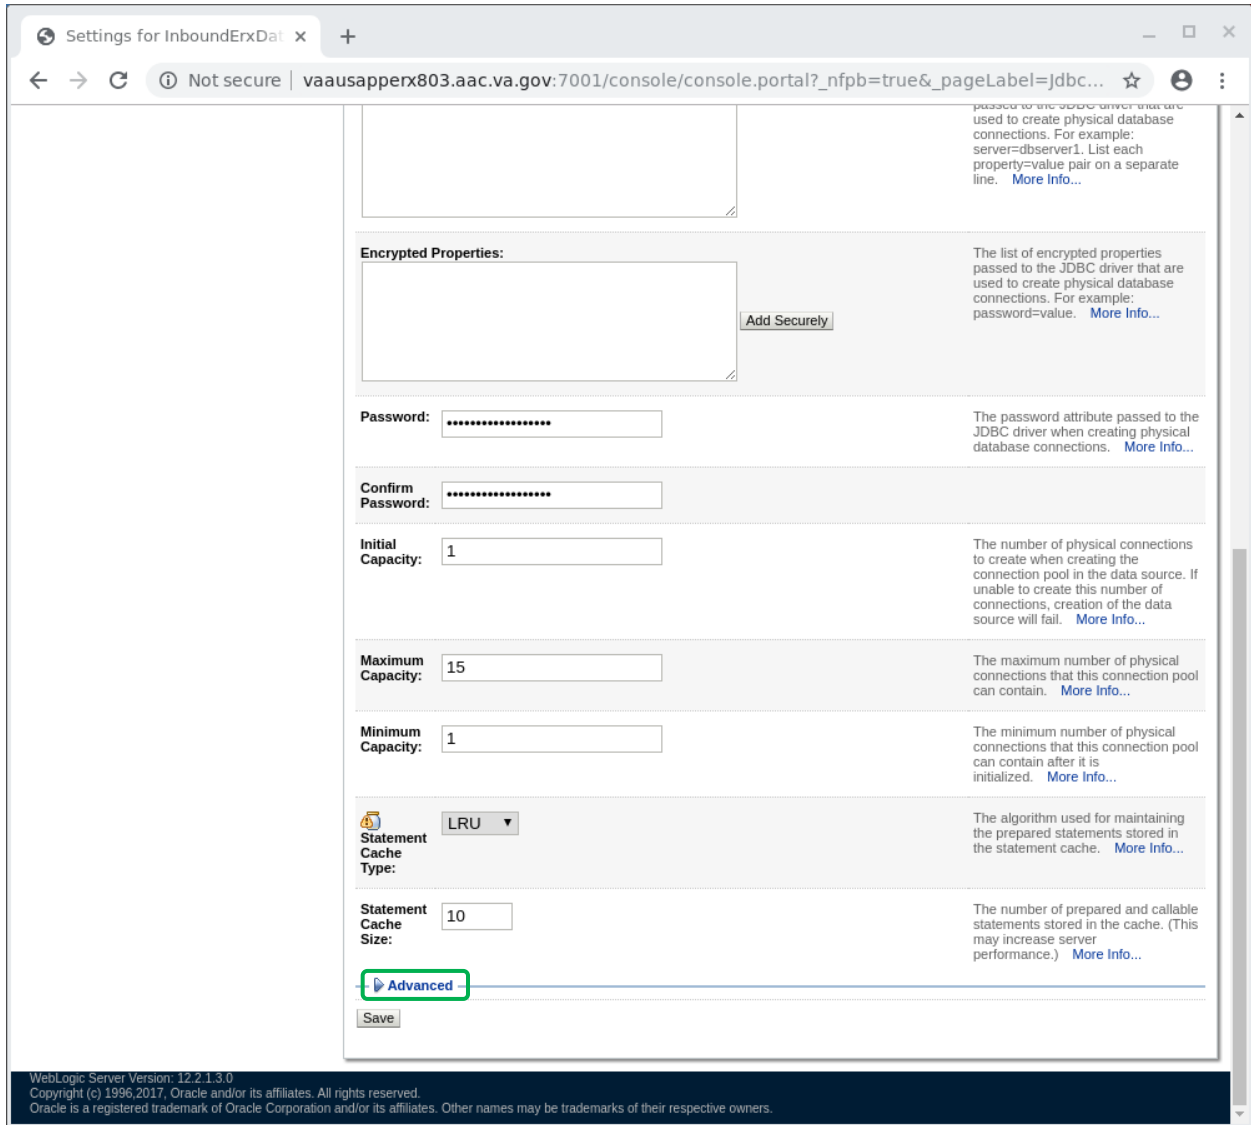 Settings for InboundErxDat
Not secure | vaausapperx803.aac.va.gov:7001/console/console.portal?_nfpb=true&_pageLabel=Jdbc...
passed to the JDBC driver that are
used to create physical database
connections. For example:
server=dbserver1. List each
property=value pair on a separate
line. More Info...
Encrypted Properties:
Add Securely
The list of encrypted properties
passed to the JDBC driver that are
used to create physical database
connections. For example:
password=value. More Info...
Password:
••••••••••••••••••
The password attribute passed to the
JDBC driver when creating physical
database connections. More Info...
Confirm
Password:
••••••••••••••••••
Initial
Capacity:
1
The number of physical connections
to create when creating the
connection pool in the data source. If
unable to create this number of
connections, creation of the data
source will fail. More Info...
Maximum
Capacity:
15
The maximum number of physical
connections that this connection pool
can contain. More Info...
Minimum
Capacity:
1
The minimum number of physical
connections that this connection pool
can contain after it is
initialized. More Info...
Statement
Cache
Type:
LRU
The algorithm used for maintaining
the prepared statements stored in
the statement cache. More Info...
Statement
Cache
Size:
10
The number of prepared and callable
statements stored in the cache. (This
may increase server
performance.) More Info...
Advanced
Save
WebLogic Server Version: 12.2.1.3.0
Copyright (c) 1996,2017, Oracle and/or its affiliates. All rights reserved.
Oracle is a registered trademark of Oracle Corporation and/or its affiliates. Other names may be trademarks of their respective owners.